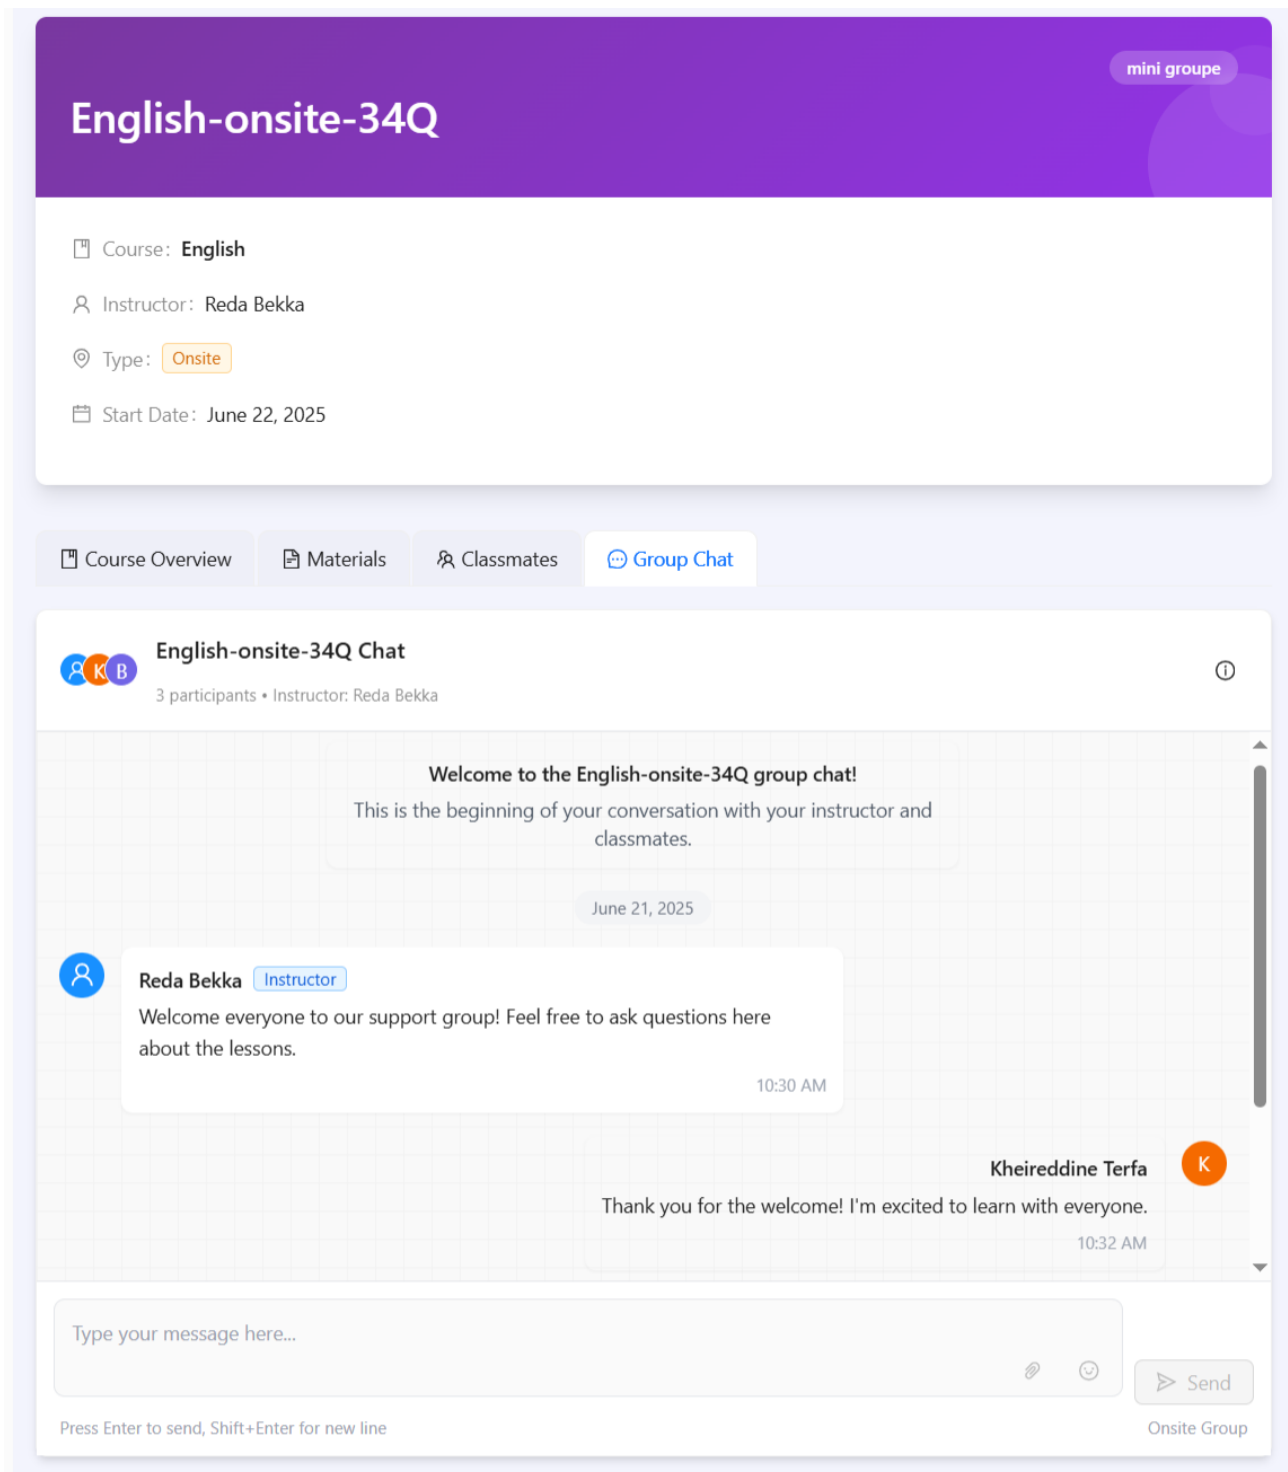 mini groupe
English-onsite-34Q
Course: English
Instructor: Reda Bekka
Type: Onsite
Start Date: June 22, 2025
Course Overview
Materials
Classmates
Group Chat
K B
English-onsite-34Q Chat
3 participants • Instructor: Reda Bekka
Welcome to the English-onsite-34Q group chat!
This is the beginning of your conversation with your instructor and
classmates.
June 21, 2025
Reda Bekka Instructor
Welcome everyone to our support group! Feel free to ask questions here
about the lessons.
10:30 AM
Kheireddine Terfa
K
Thank you for the welcome! I'm excited to learn with everyone.
10:32 AM
Type your message here...
Send
Press Enter to send, Shift+Enter for new line
Onsite Group